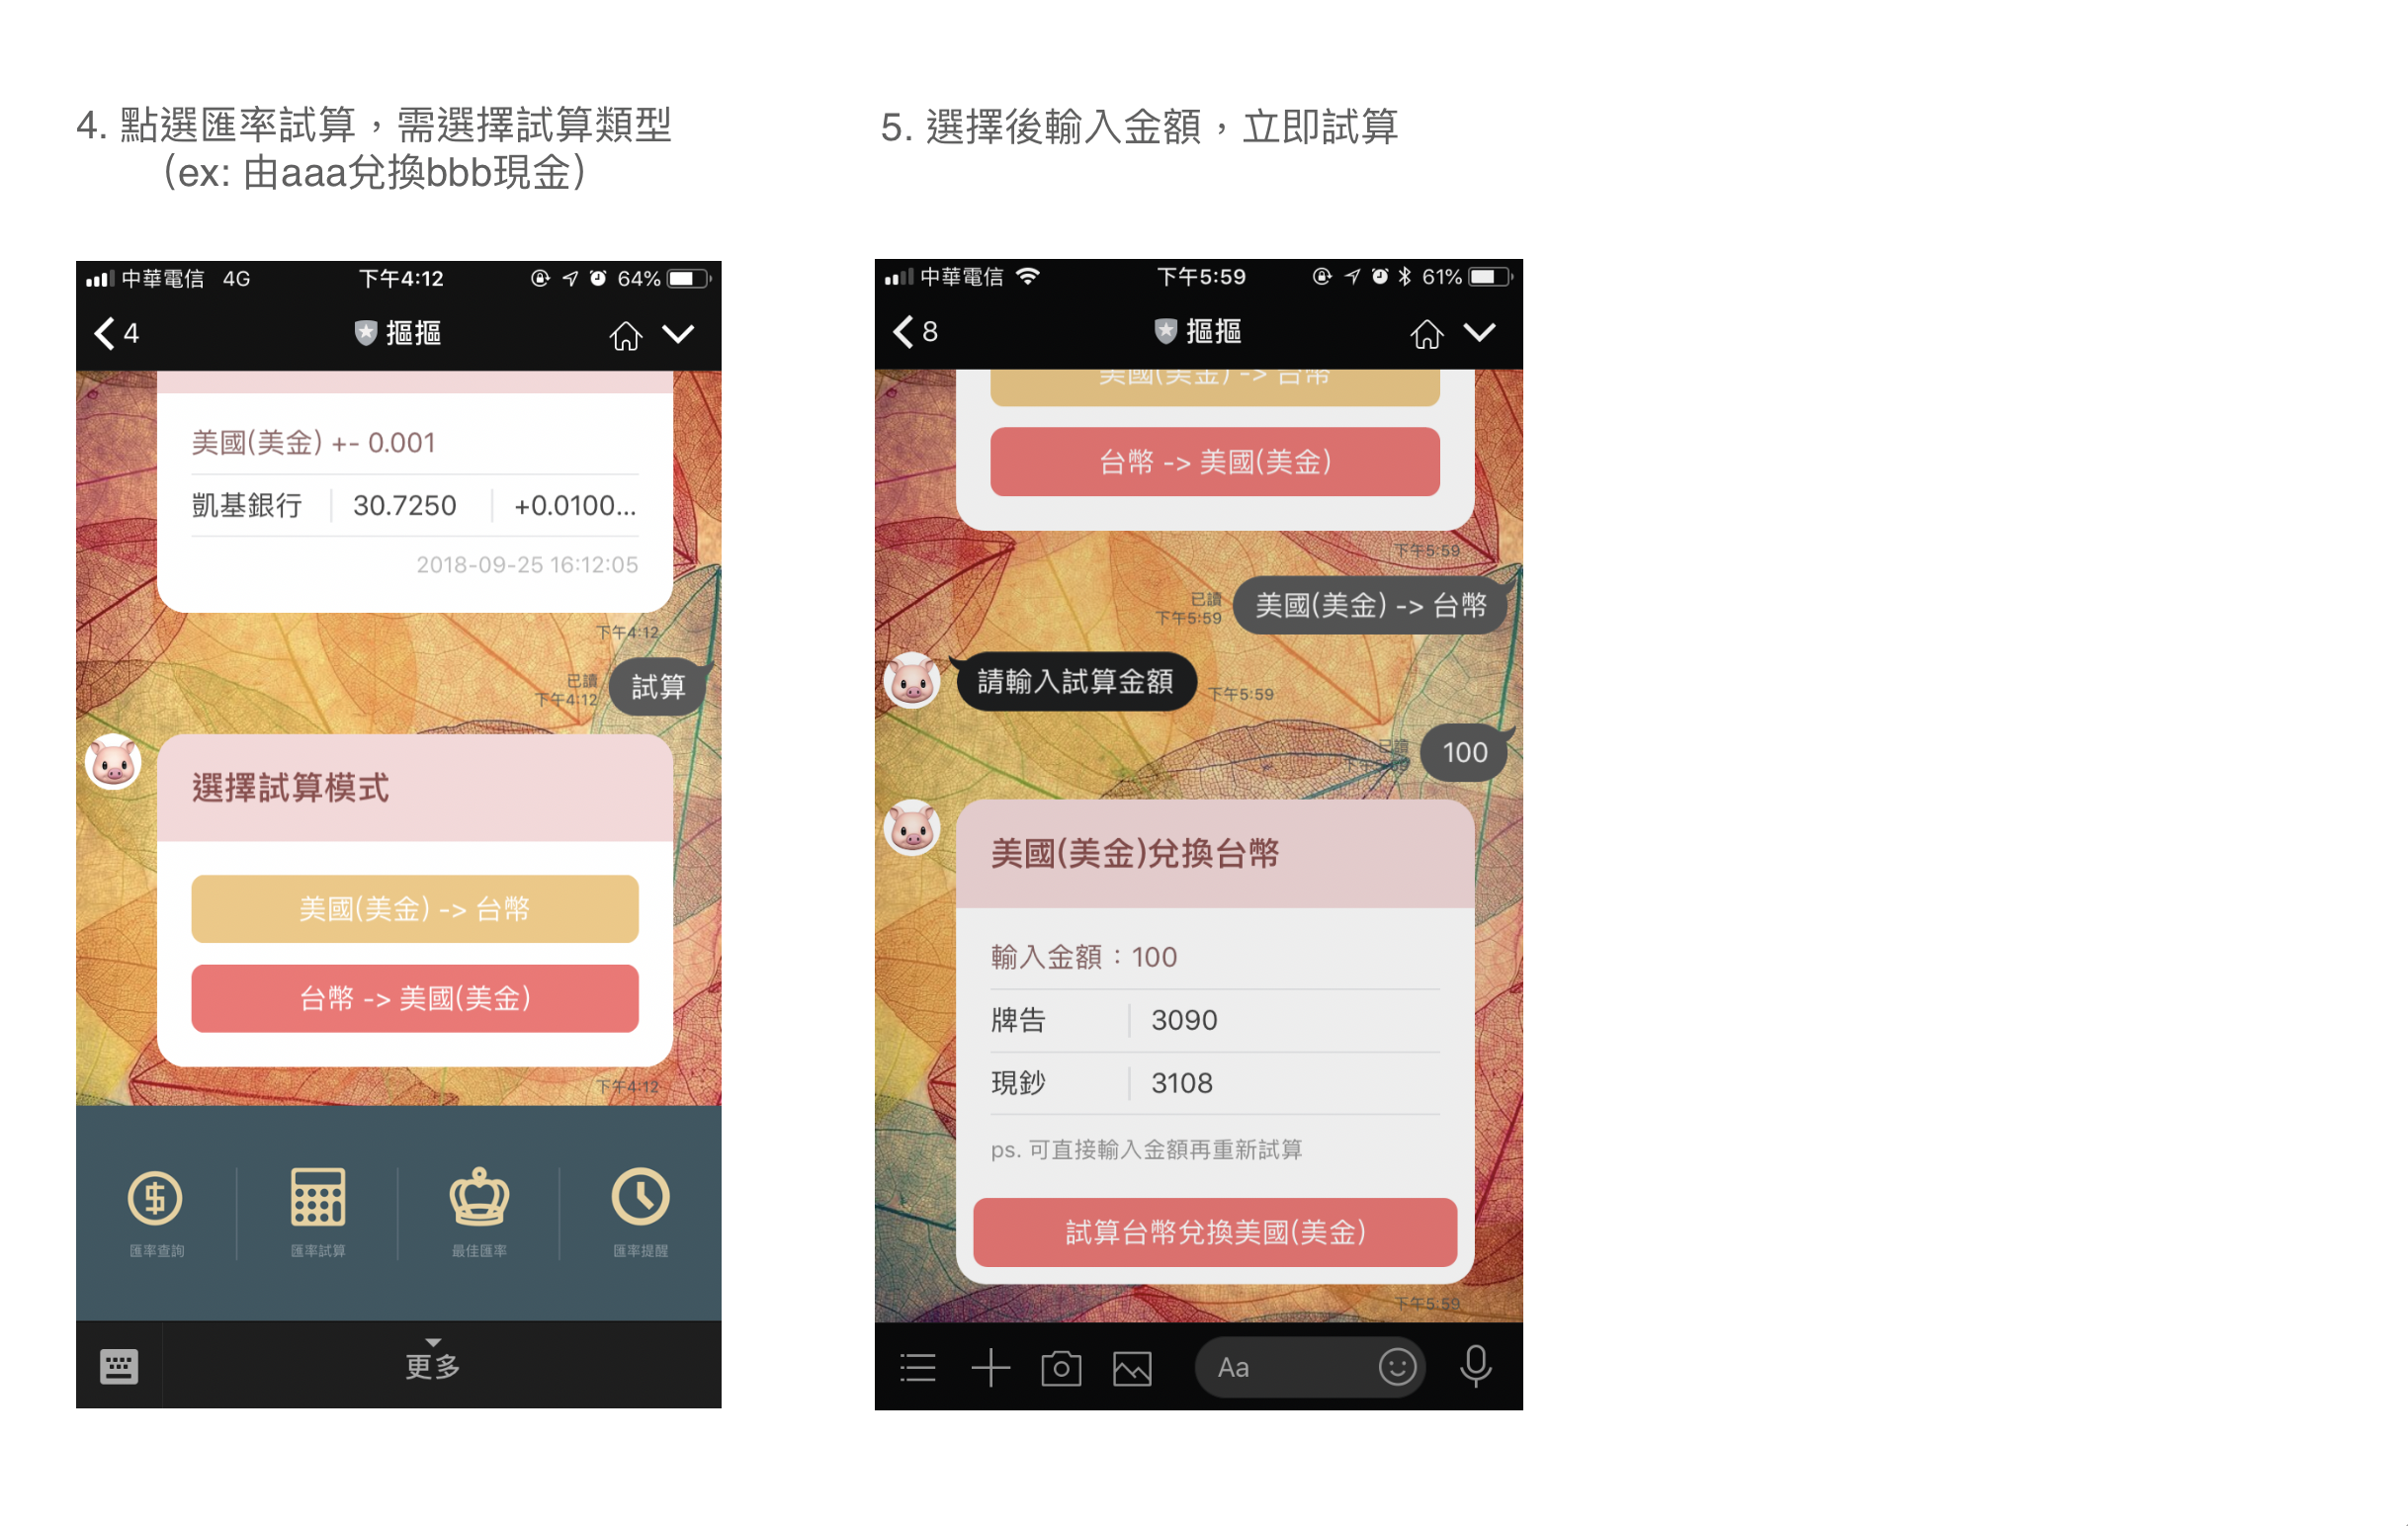 4. 點選匯率試算，需選擇試算類型
（ex: 由aaa兌換bbb現金）
中華電信 4G 下午4:12 64%
4 摳摳
美國(美金) +- 0.001
凱基銀行 30.7250 +0.0100...
2018-09-25 16:12:05
下午4:12
已讀
下午4:12
試算
選擇試算模式
美國(美金) -> 台幣
台幣 -> 美國(美金)
下午4:12
匯率查詢 匯率試算 最佳匯率 匯率提醒
更多
5. 選擇後輸入金額，立即試算
中華電信 下午5:59 61%
8 摳摳
美國(美金) -> 台幣
台幣 -> 美國(美金)
下午5:59
已讀
下午5:59
美國(美金) -> 台幣
請輸入試算金額
下午5:59
已讀
100
美國(美金)兌換台幣
輸入金額：100
牌告 3090
現鈔 3108
ps. 可直接輸入金額再重新試算
試算台幣兌換美國(美金)
下午5:59
Aa